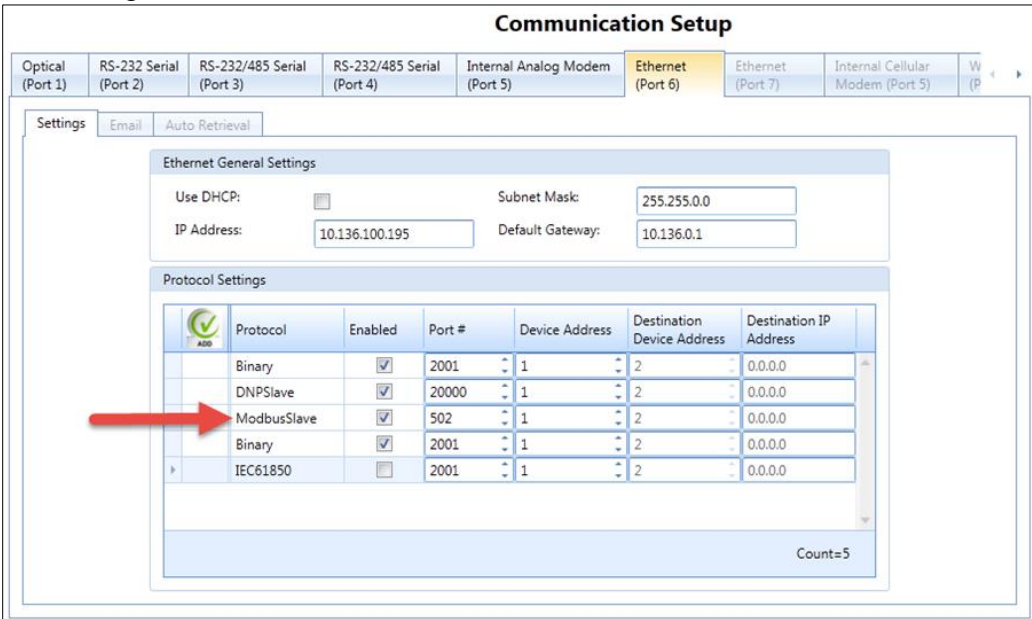 Communication Setup
Optical (Port 1)
RS-232 Serial (Port 2)
RS-232/485 Serial (Port 3)
RS-232/485 Serial (Port 4)
Internal Analog Modem (Port 5)
Ethernet (Port 6)
Ethernet (Port 7)
Internal Cellular Modem (Port 5)
Settings Email Auto Retrieval
Ethernet General Settings
Use DHCP: Subnet Mask: 255.255.0.0
IP Address: 10.136.100.195 Default Gateway: 10.136.0.1
Protocol Settings
ADD Protocol Enabled Port # Device Address Destination Device Address Destination IP Address
Binary 2001 1 2 0.0.0.0
DNPSlave 20000 1 2 0.0.0.0
ModbusSlave 502 1 2 0.0.0.0
Binary 2001 1 2 0.0.0.0
IEC61850 2001 1 2 0.0.0.0
Count=5